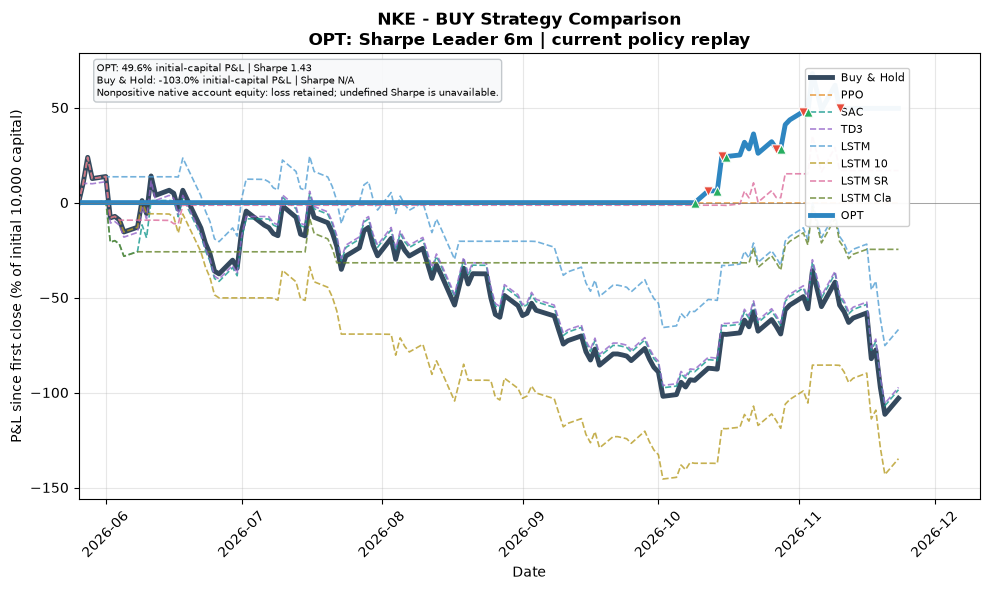 NKE - BUY Strategy Comparison
OPT: Sharpe Leader 6m | current policy replay
OPT: 49.6% initial-capital P&L | Sharpe 1.43
Buy & Hold: -103.0% initial-capital P&L | Sharpe N/A
Nonpositive native account equity: loss retained; undefined Sharpe is unavailable.
Buy & Hold
PPO
SAC
TD3
LSTM
LSTM 10
LSTM SR
LSTM Cla
OPT
P&L since first close (% of initial 10,000 capital)
50
0
−50
−100
−150
2026-06
2026-07
2026-08
2026-09
2026-10
2026-11
2026-12
Date